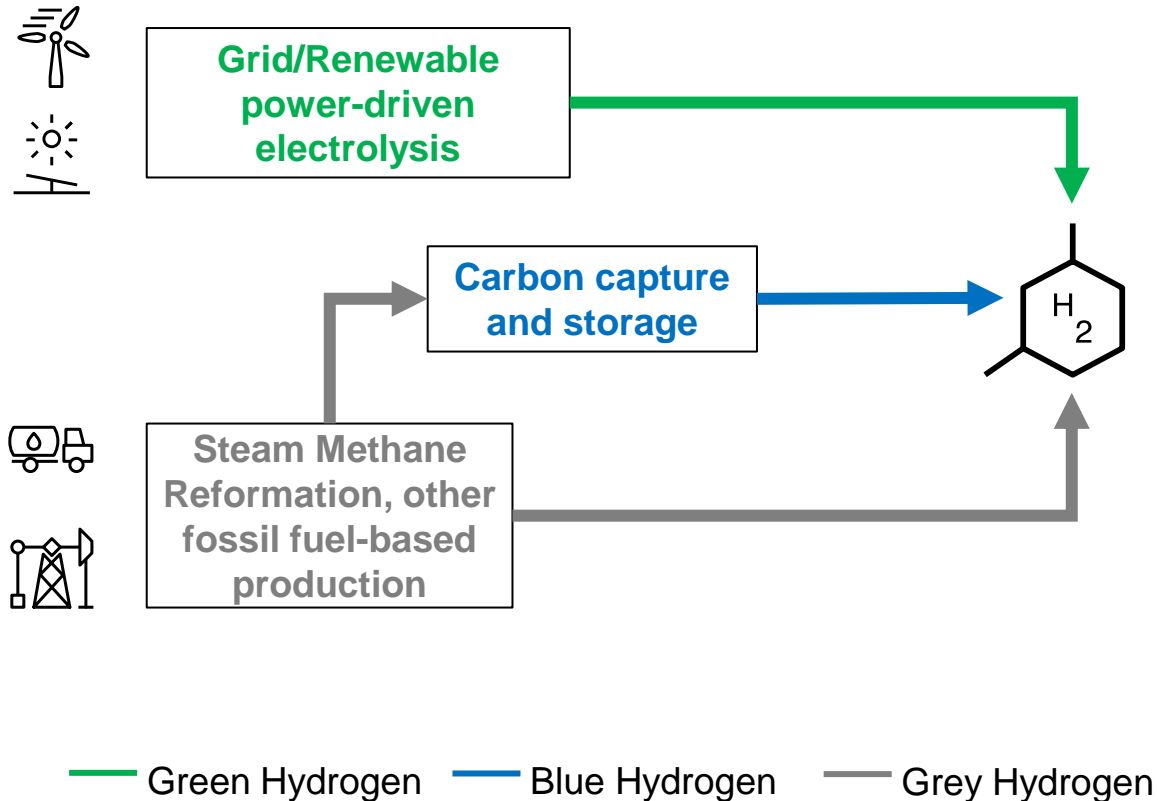 Grid/Renewable
power-driven
electrolysis
Carbon capture
and storage
H
2
Steam Methane
Reformation, other
fossil fuel-based
production
Green Hydrogen
Blue Hydrogen
Grey Hydrogen